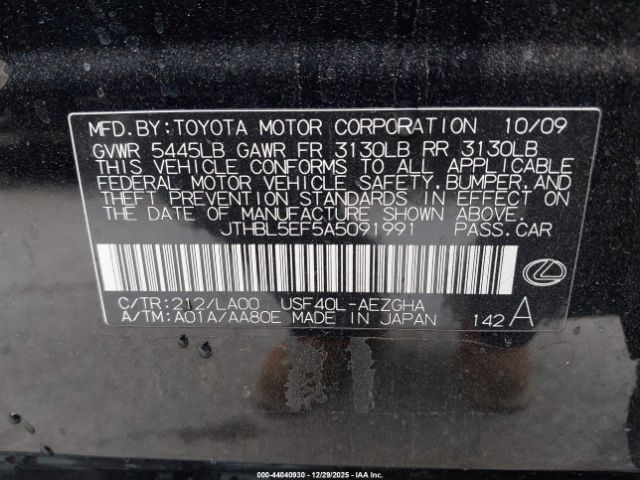 MFD. BY: TOYOTA MOTOR CORPORATION 10/09
GVWR 5445LB GAWR FR 3130LB RR 3130LB
THIS VEHICLE CONFORMS TO ALL APPLICABLE
FEDERAL MOTOR VEHICLE SAFETY, BUMPER, AND
THEFT PREVENTION STANDARDS IN EFFECT ON
THE DATE OF MANUFACTURE SHOWN ABOVE.
JTHBL5EF5A5091991 PASS. CAR
C/TR: 212/LA00 USF40L-AEZGHA
A/TM: A01A/AA80E MADE IN JAPAN 142 A
000-44040930 - 12/29/2025 - IAA Inc.